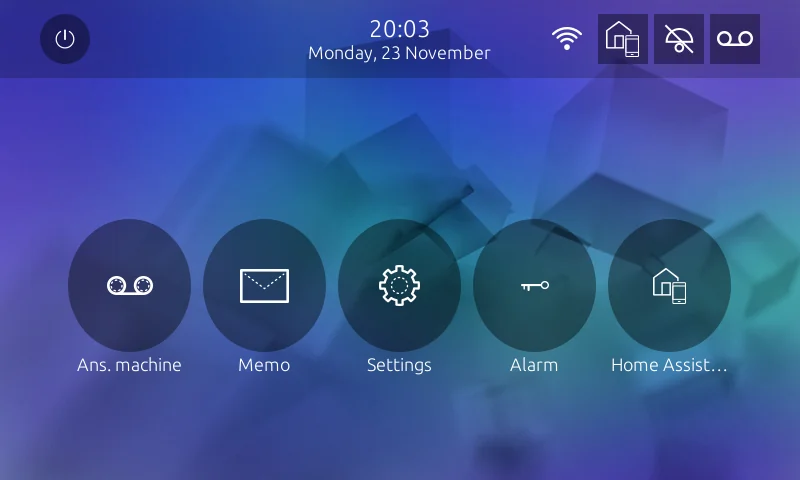 20:03
Monday, 23 November
Ans. machine
Memo
Settings
Alarm
Home Assist...